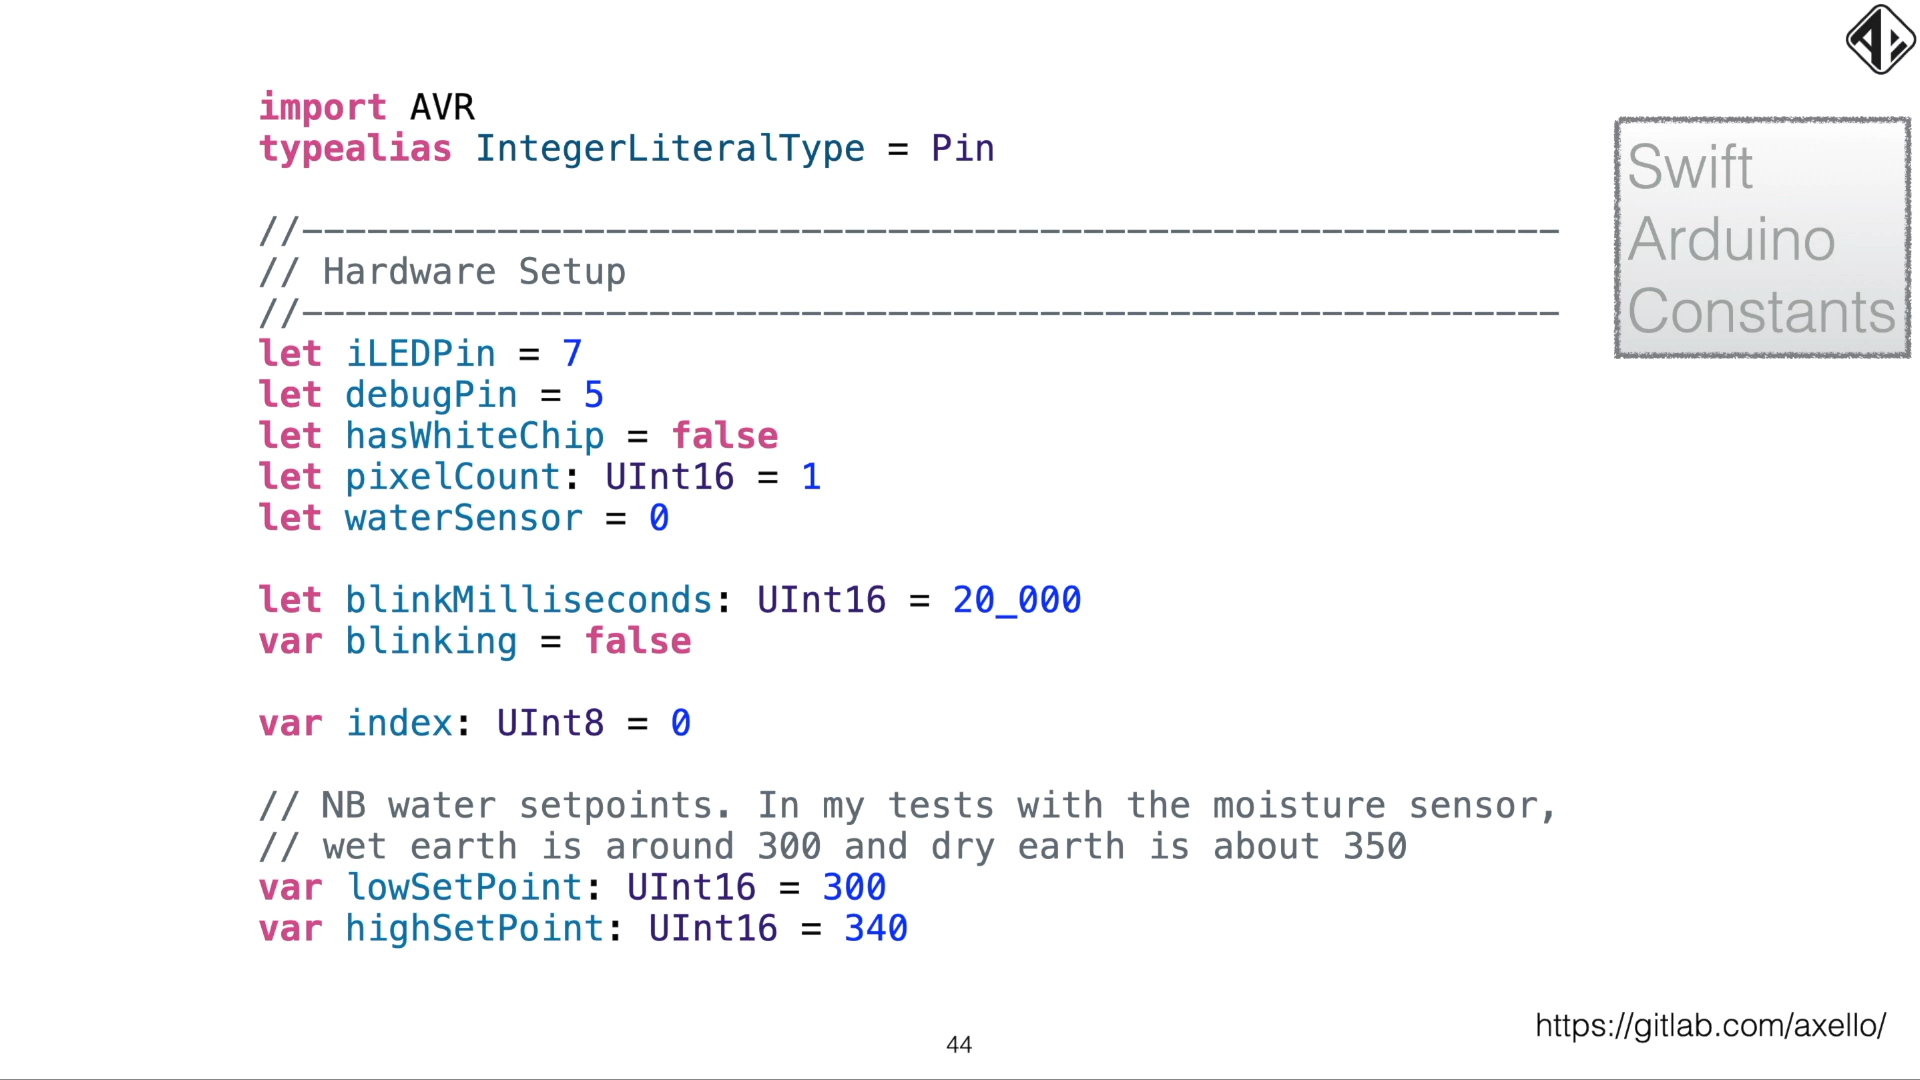 import AVR
typealias IntegerLiteralType = Pin
//----------------------------------------------------------
// Hardware Setup
//----------------------------------------------------------
let iLEDPin = 7
let debugPin = 5
let hasWhiteChip = false
let pixelCount: UInt16 = 1
let waterSensor = 0
let blinkMilliseconds: UInt16 = 20_000
var blinking = false
var index: UInt8 = 0
// NB water setpoints. In my tests with the moisture sensor,
// wet earth is around 300 and dry earth is about 350
var lowSetPoint: UInt16 = 300
var highSetPoint: UInt16 = 340
Swift
Arduino
Constants
44
https://gitlab.com/axello/